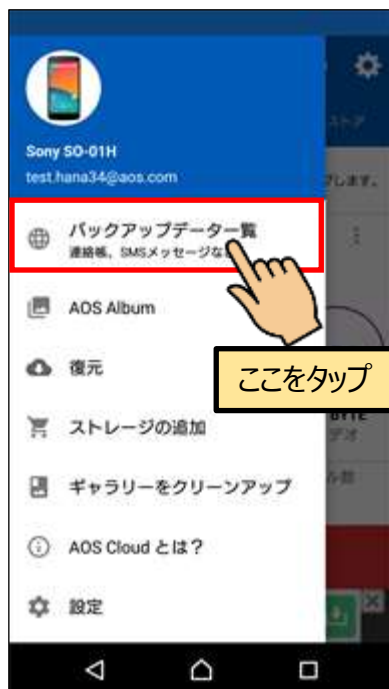 Sony SO-01H
test.hana34@aos.com
バックアップデータ一覧
連絡帳、SMSメッセージな
AOS Album
復元
ここをタップ
ストレージの追加
ギャラリーをクリーンアップ
AOS Cloud とは？
設定